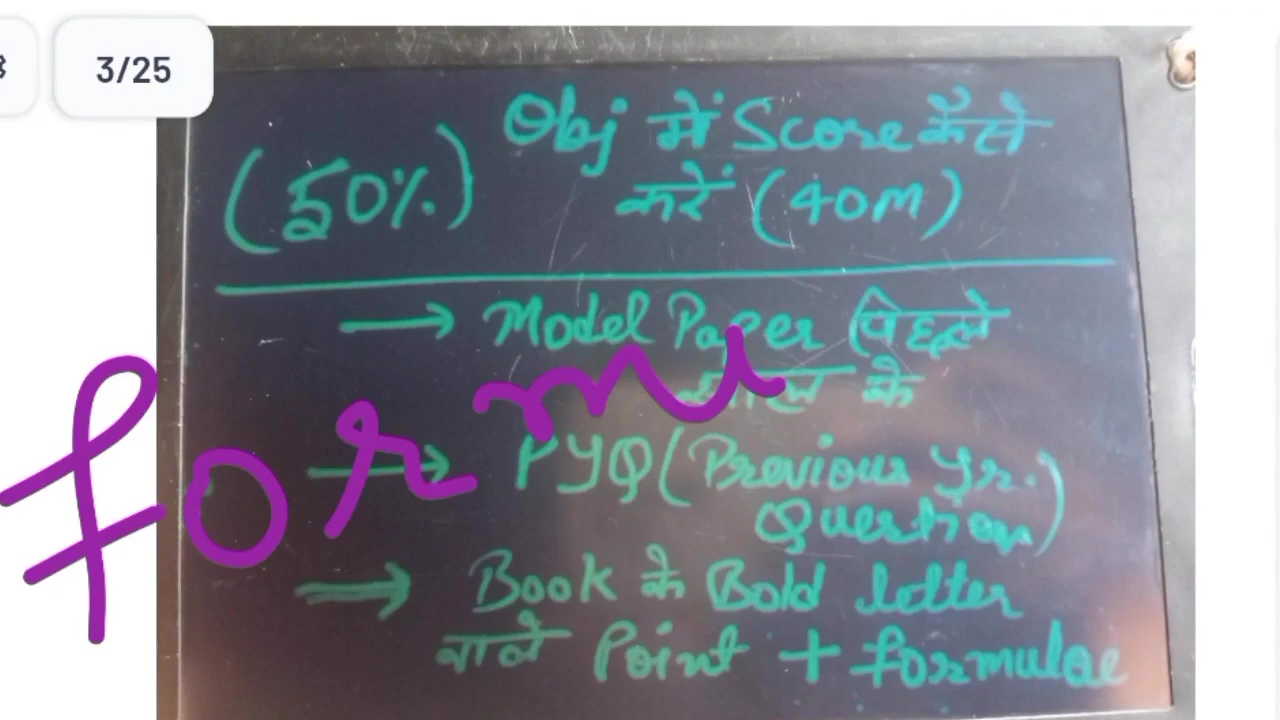 3/25
Obj में Score कैसे
(50%) करें (40M)
→ Model Paper (पिछले
साल के
→ PYQ (Previous Yr.
Question)
⇒ Book के Bold letter
वाले Point + formulae
formu